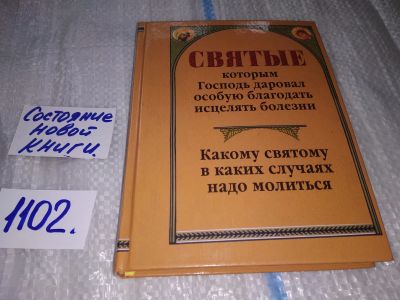 Состояние
новой
книги.
1102.
СВЯТЫЕ
которым
Господь даровал
особую благодать
исцелять болезни
Какому святому
в каких случаях
надо молиться